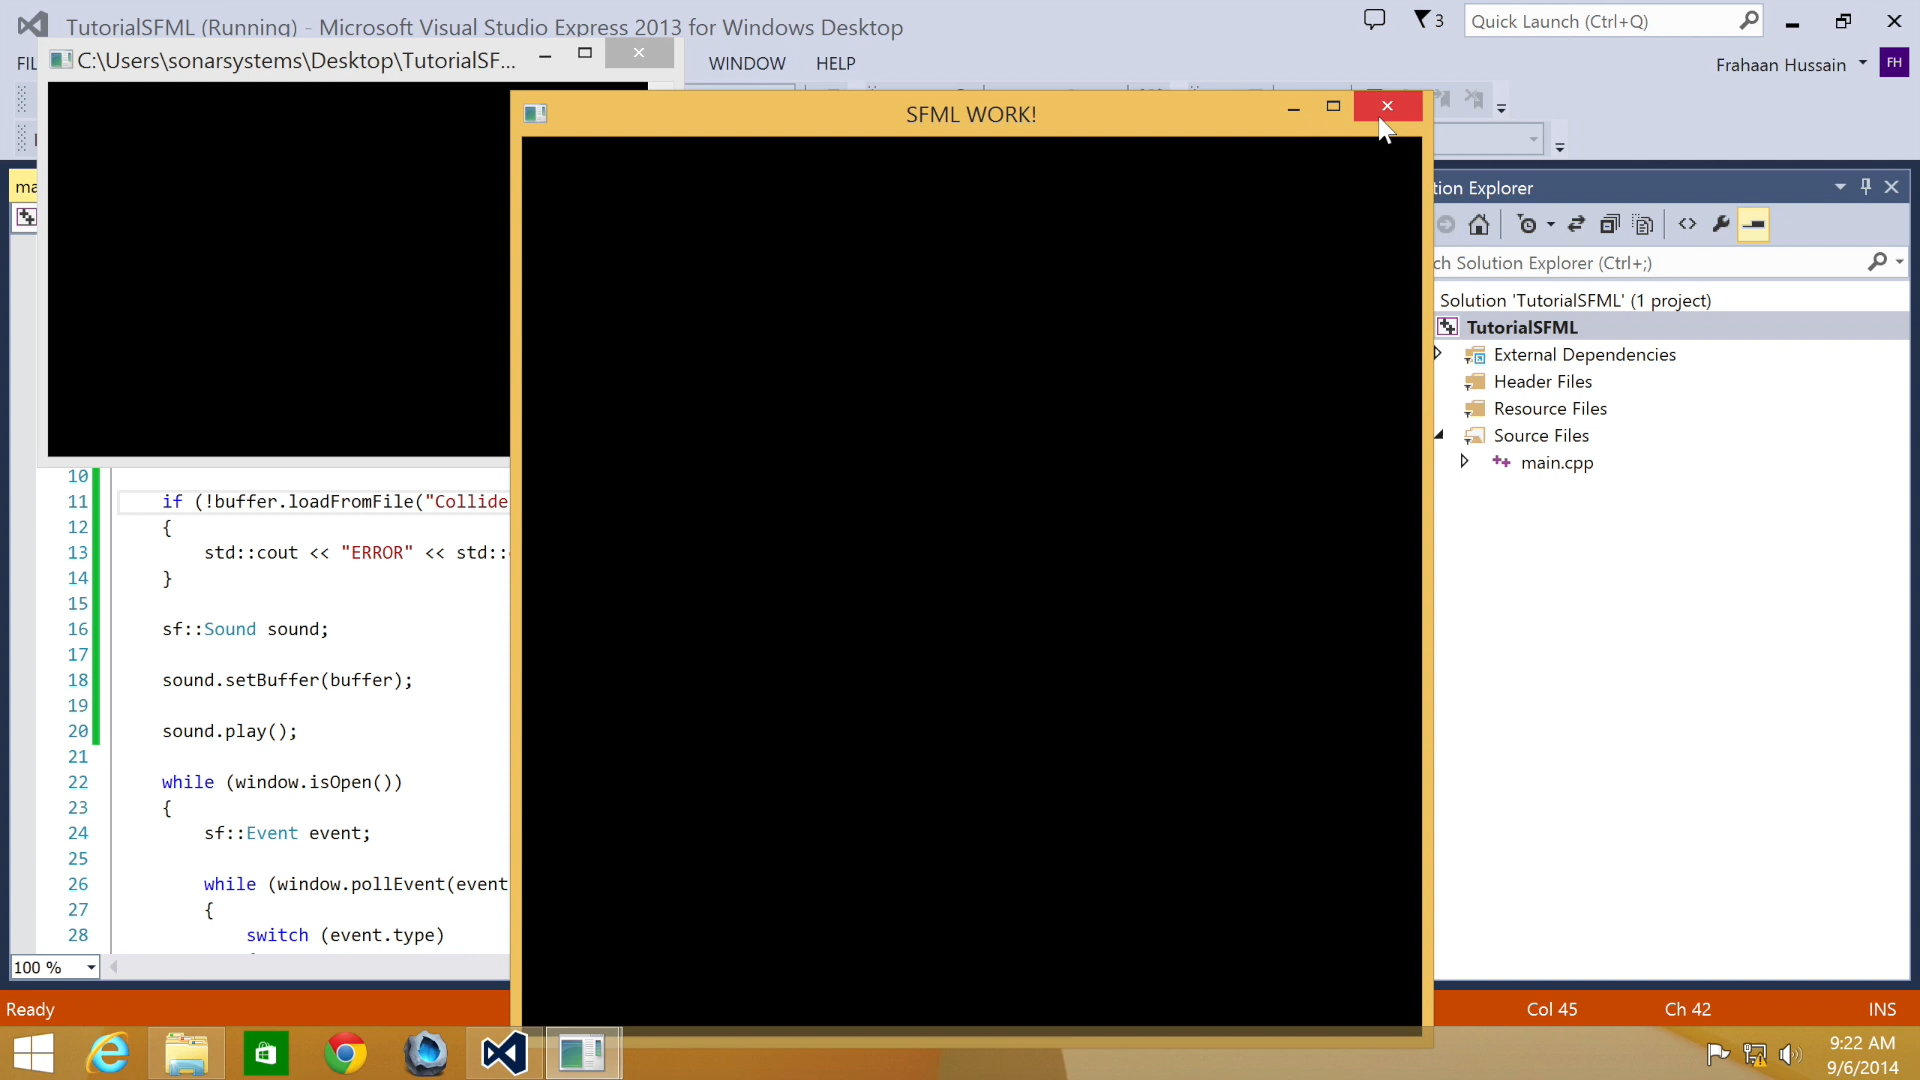 TutorialSFML (Running) - Microsoft Visual Studio Express 2013 for Windows Desktop
3
Quick Launch (Ctrl+Q)
C:\Users\sonarsystems\Desktop\TutorialSF...
WINDOW
HELP
Frahaan Hussain
FH
SFML WORK!
Explorer
Solution Explorer (Ctrl+;)
Solution 'TutorialSFML' (1 project)
TutorialSFML
External Dependencies
Header Files
Resource Files
Source Files
main.cpp
10
11 if (!buffer.loadFromFile("Collide
12 {
13 std::cout << "ERROR" << std::
14 }
15
16 sf::Sound sound;
17
18 sound.setBuffer(buffer);
19
20 sound.play();
21
22 while (window.isOpen())
23 {
24 sf::Event event;
25
26 while (window.pollEvent(event
27 {
28 switch (event.type)
100 %
Ready
Col 45
Ch 42
INS
9:22 AM
9/6/2014